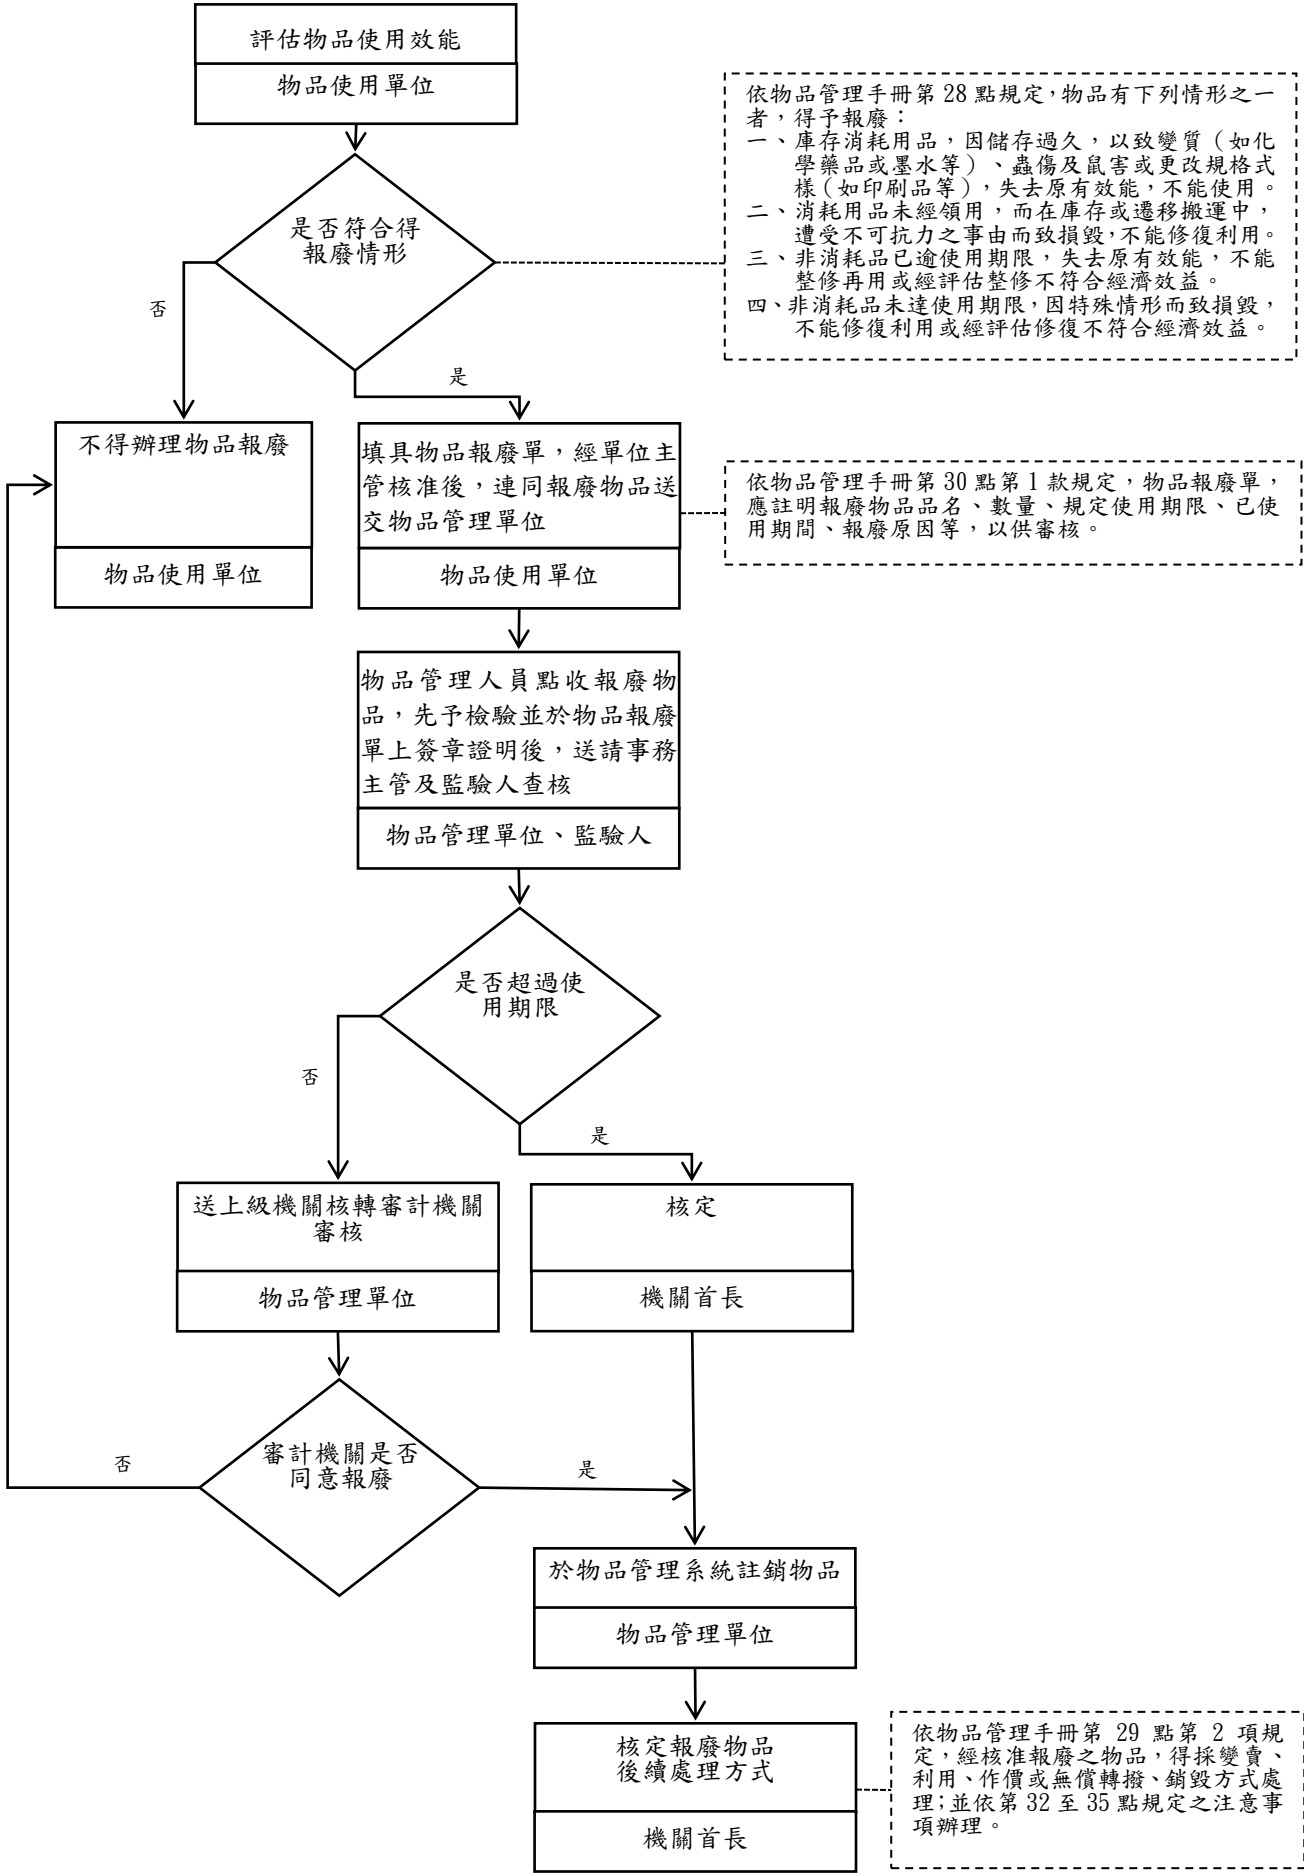 評估物品使用效能
物品使用單位
依物品管理手冊第 28 點規定，物品有下列情形之一
者，得予報廢：
一、庫存消耗用品，因儲存過久，以致變質（如化
學藥品或墨水等）、蟲傷及鼠害或更改規格式
樣（如印刷品等），失去原有效能，不能使用。
二、消耗用品未經領用，而在庫存或遷移搬運中，
遭受不可抗力之事由而致損毀，不能修復利用。
三、非消耗品已逾使用期限，失去原有效能，不能
整修再用或經評估整修不符合經濟效益。
四、非消耗品未達使用期限，因特殊情形而致損毀，
不能修復利用或經評估修復不符合經濟效益。
是否符合得
報廢情形
否
是
不得辦理物品報廢
物品使用單位
填具物品報廢單，經單位主
管核准後，連同報廢物品送
交物品管理單位
物品使用單位
依物品管理手冊第 30 點第 1 款規定，物品報廢單，
應註明報廢物品品名、數量、規定使用期限、已使
用期間、報廢原因等，以供審核。
物品管理人員點收報廢物
品，先予檢驗並於物品報廢
單上簽章證明後，送請事務
主管及監驗人查核
物品管理單位、監驗人
是否超過使
用期限
否
是
送上級機關核轉審計機關
審核
物品管理單位
核定
機關首長
審計機關是否
同意報廢
否
是
於物品管理系統註銷物品
物品管理單位
核定報廢物品
後續處理方式
機關首長
依物品管理手冊第 29 點第 2 項規
定，經核准報廢之物品，得採變賣、
利用、作價或無償轉撥、銷毀方式處
理；並依第 32 至 35 點規定之注意事
項辦理。